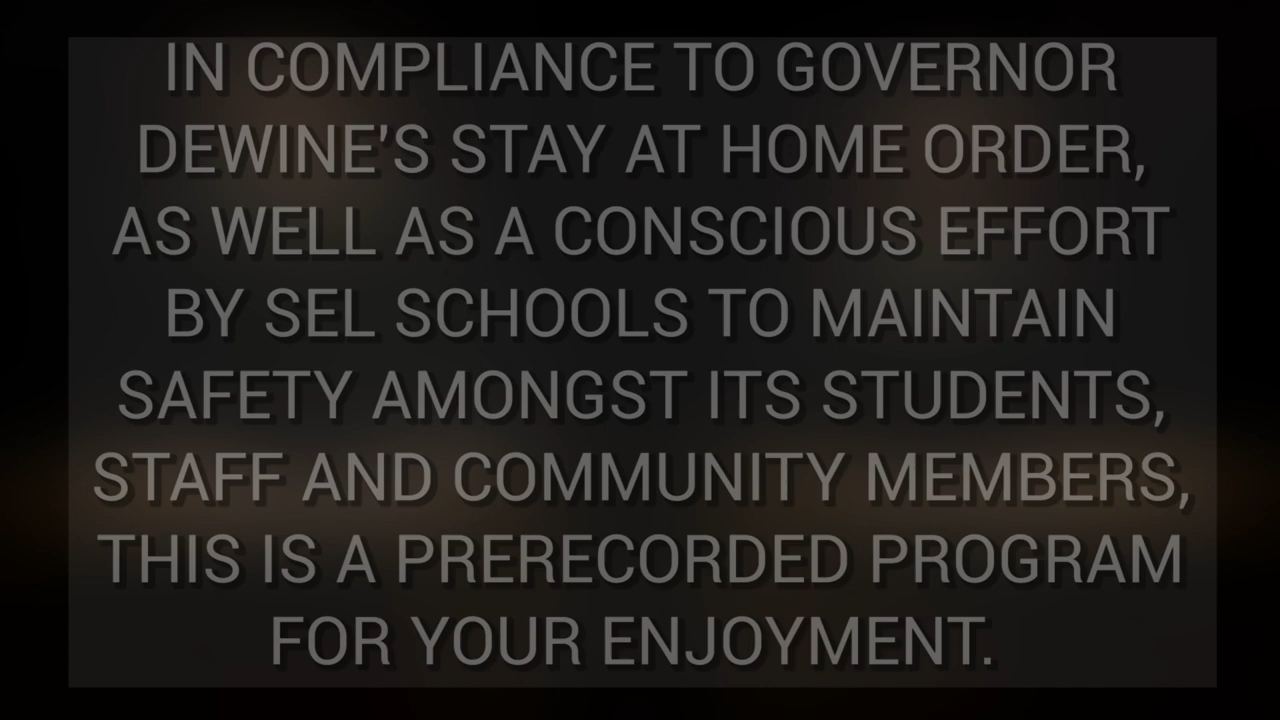 IN COMPLIANCE TO GOVERNOR
DEWINE'S STAY AT HOME ORDER,
AS WELL AS A CONSCIOUS EFFORT
BY SEL SCHOOLS TO MAINTAIN
SAFETY AMONGST ITS STUDENTS,
STAFF AND COMMUNITY MEMBERS,
THIS IS A PRERECORDED PROGRAM
FOR YOUR ENJOYMENT.